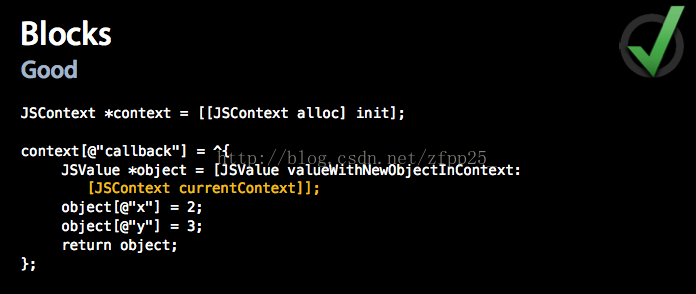 Blocks
Good
JSContext *context = [[JSContext alloc] init];
context[@"callback"] = ^{
http://blog.csdn.net/zfpp25
JSValue *object = [JSValue valueWithNewObjectInContext:
[JSContext currentContext]];
object[@"x"] = 2;
object[@"y"] = 3;
return object;
};